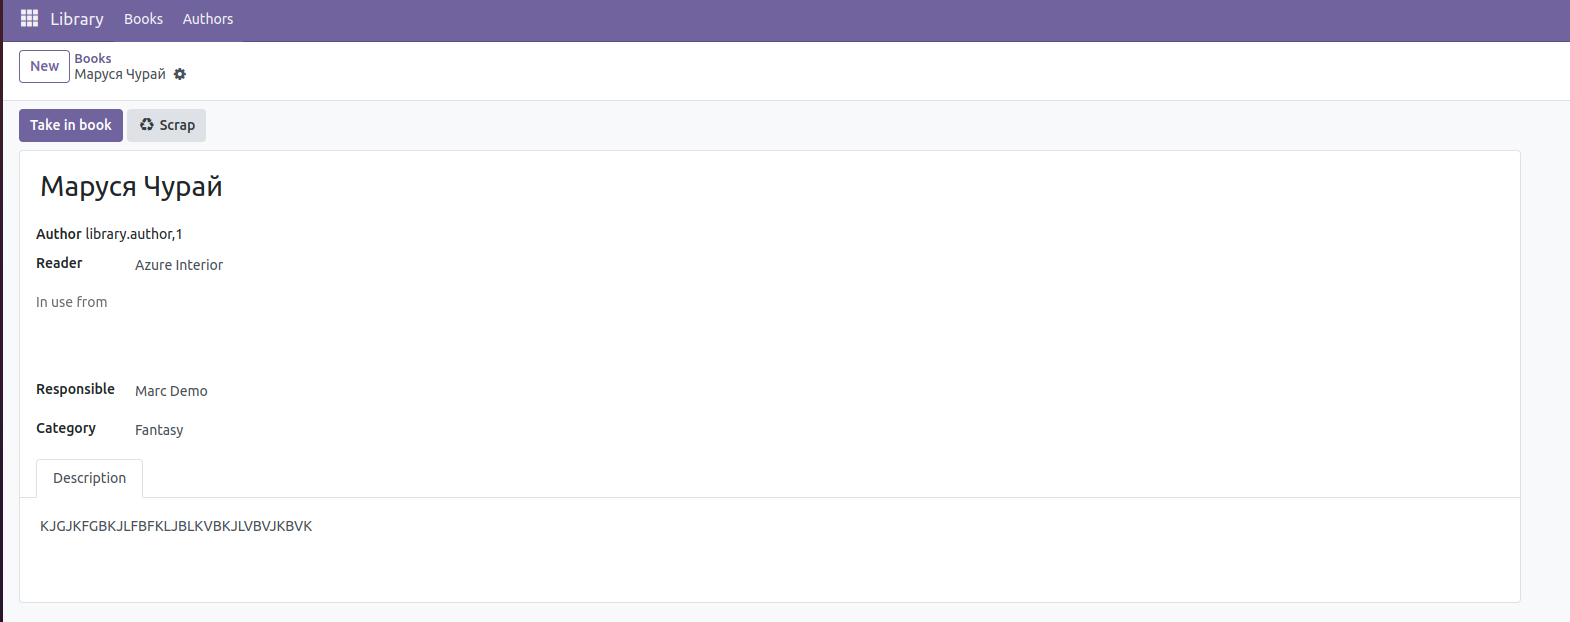 Library Books Authors
New
Books
Маруся Чурай
Take in book
Scrap
Маруся Чурай
Author library.author,1
Reader Azure Interior
In use from
Responsible Marc Demo
Category Fantasy
Description
KJGJKFGBKJLFBFKLJBLKVBKJLVBVJKBVK